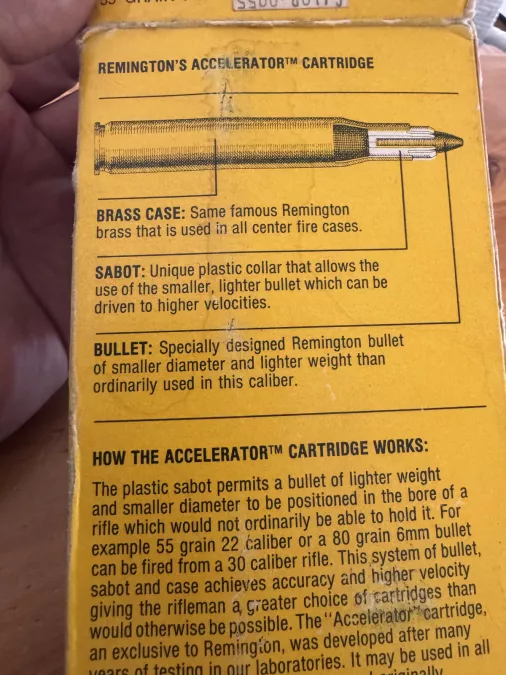 55 GRAIN
REMINGTON'S ACCELERATOR™ CARTRIDGE
BRASS CASE: Same famous Remington
brass that is used in all center fire cases.
SABOT: Unique plastic collar that allows the
use of the smaller, lighter bullet which can be
driven to higher velocities.
BULLET: Specially designed Remington bullet
of smaller diameter and lighter weight than
ordinarily used in this caliber.
HOW THE ACCELERATOR™ CARTRIDGE WORKS:
The plastic sabot permits a bullet of lighter weight
and smaller diameter to be positioned in the bore of a
rifle which would not ordinarily be able to hold it. For
example 55 grain 22 caliber or a 80 grain 6mm bullet
can be fired from a 30 caliber rifle. This system of bullet,
sabot and case achieves accuracy and higher velocity
giving the rifleman a greater choice of cartridges than
would otherwise be possible. The "Accelerator" cartridge,
an exclusive to Remington, was developed after many
years of testing in our laboratories. It may be used in all
originally